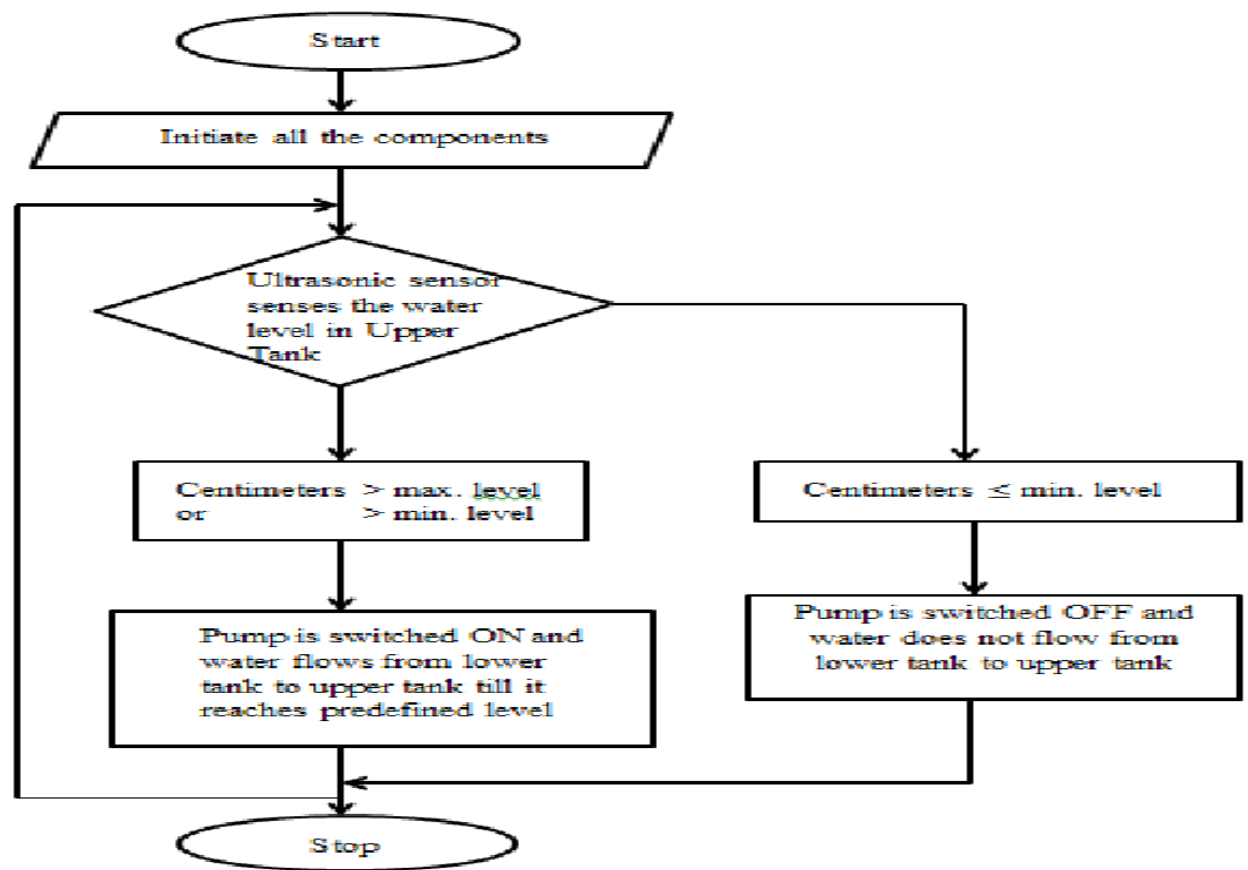 Start
Initiate all the components
Ultrasonic sensor
senses the water
level in Upper
Tank
Centimeters > max. level
or > min. level
Centimeters ≤ min. level
Pump is switched ON and
water flows from lower
tank to upper tank till it
reaches predefined level
Pump is switched OFF and
water does not flow from
lower tank to upper tank
Stop